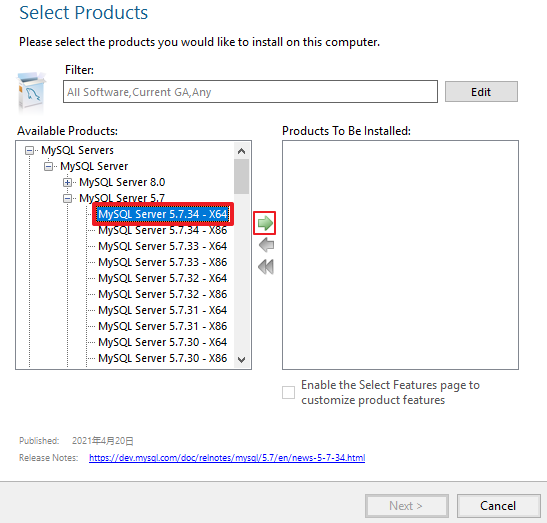 Select Products
Please select the products you would like to install on this computer.
Filter:
All Software,Current GA,Any
Edit
Available Products:
MySQL Servers
MySQL Server
MySQL Server 8.0
MySQL Server 5.7
MySQL Server 5.7.34 - X64
MySQL Server 5.7.34 - X86
MySQL Server 5.7.33 - X64
MySQL Server 5.7.33 - X86
MySQL Server 5.7.32 - X64
MySQL Server 5.7.32 - X86
MySQL Server 5.7.31 - X64
MySQL Server 5.7.31 - X86
MySQL Server 5.7.30 - X64
MySQL Server 5.7.30 - X86
Products To Be Installed:
Enable the Select Features page to
customize product features
Published: 2021年4月20日
Release Notes: https://dev.mysql.com/doc/relnotes/mysql/5.7/en/news-5-7-34.html
Next >
Cancel